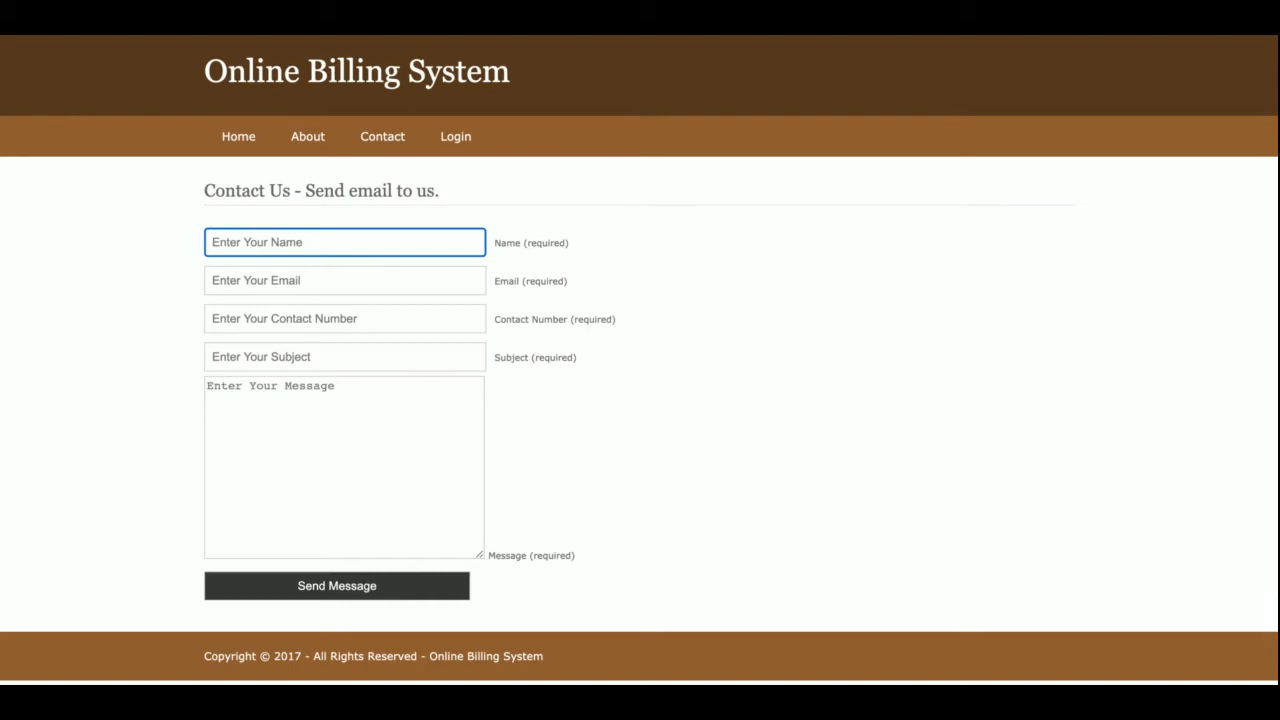 Online Billing System
Home About Contact Login
Contact Us - Send email to us.
Enter Your Name Name (required)
Enter Your Email Email (required)
Enter Your Contact Number Contact Number (required)
Enter Your Subject Subject (required)
Enter Your Message
Message (required)
Send Message
Copyright © 2017 - All Rights Reserved - Online Billing System